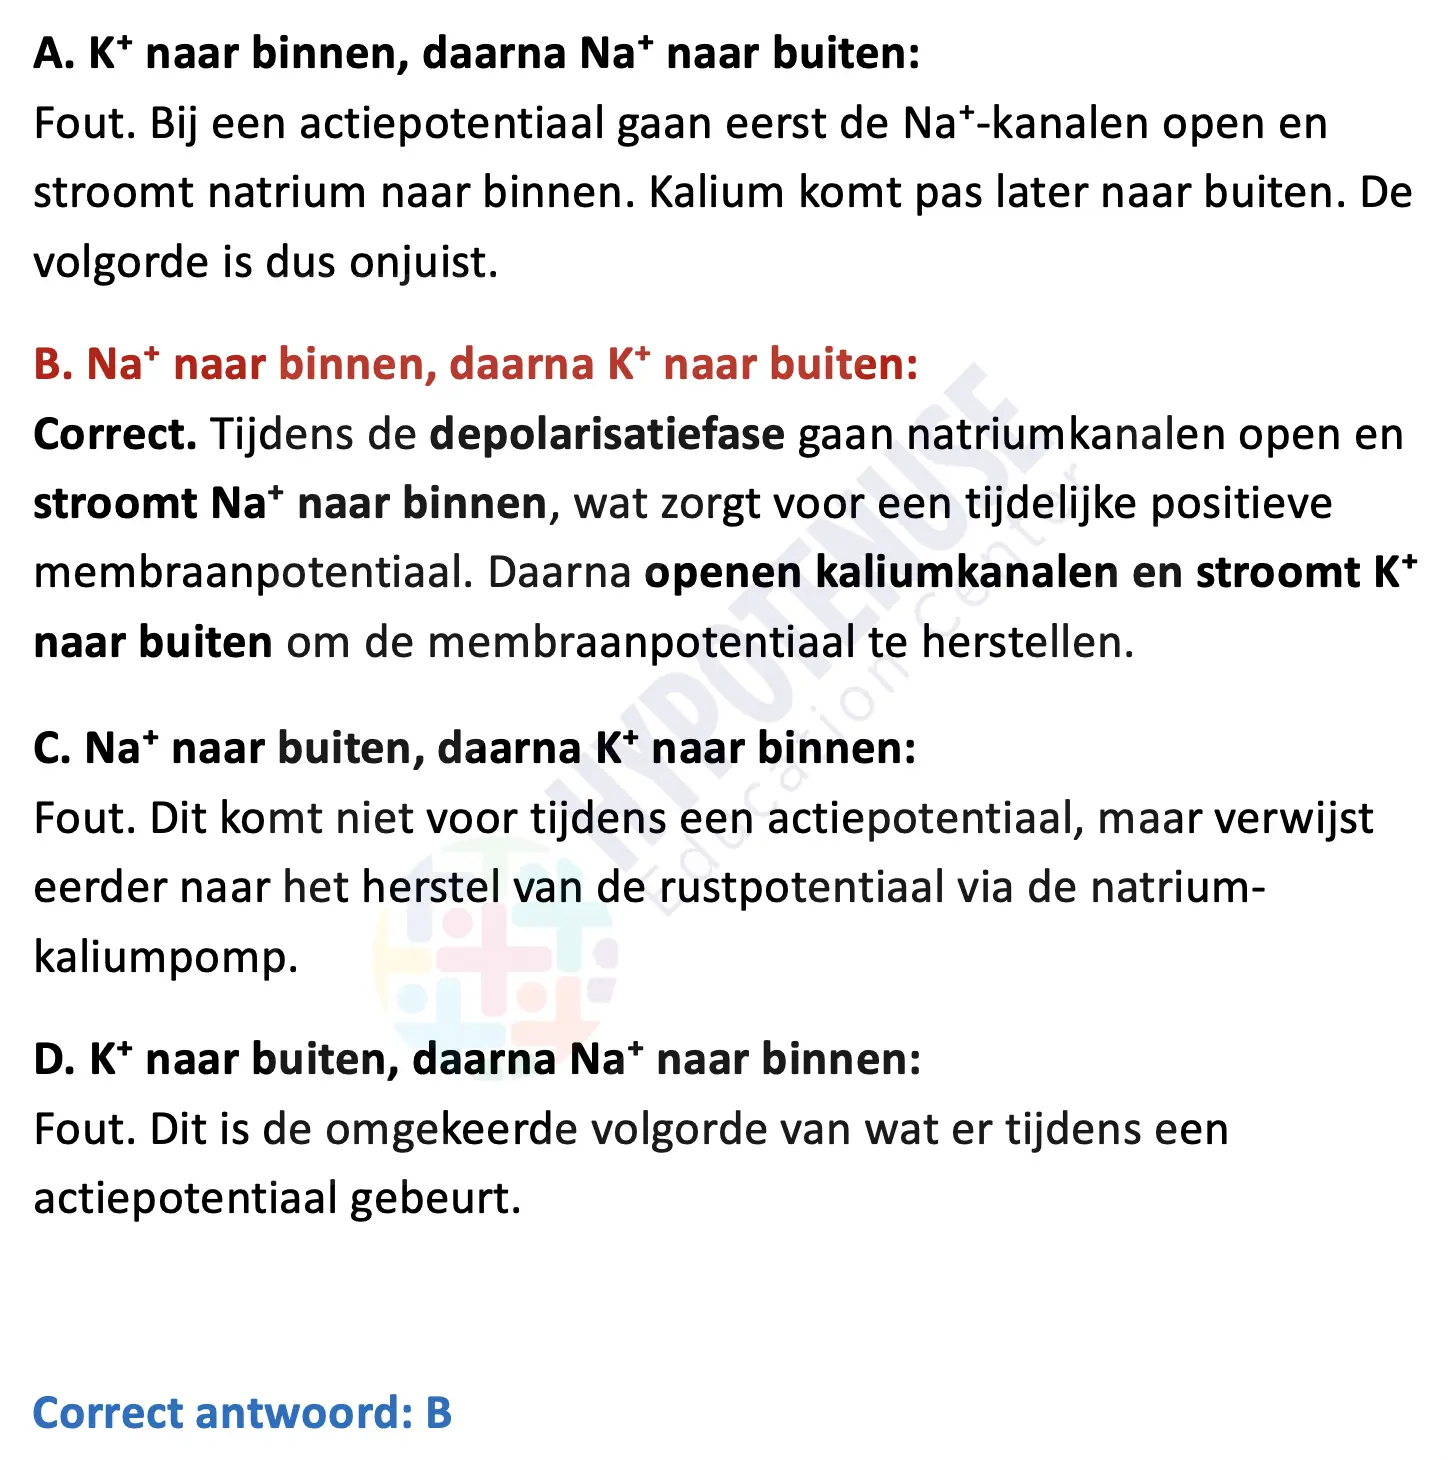 A. K⁺ naar binnen, daarna Na⁺ naar buiten:
Fout. Bij een actiepotentiaal gaan eerst de Na⁺-kanalen open en
stroomt natrium naar binnen. Kalium komt pas later naar buiten. De
volgorde is dus onjuist.
B. Na⁺ naar binnen, daarna K⁺ naar buiten:
Correct. Tijdens de depolarisatiefase gaan natriumkanalen open en
stroomt Na⁺ naar binnen, wat zorgt voor een tijdelijke positieve
membraanpotentiaal. Daarna openen kaliumkanalen en stroomt K⁺
naar buiten om de membraanpotentiaal te herstellen.
C. Na⁺ naar buiten, daarna K⁺ naar binnen:
Fout. Dit komt niet voor tijdens een actiepotentiaal, maar verwijst
eerder naar het herstel van de rustpotentiaal via de natrium-
kaliumpomp.
D. K⁺ naar buiten, daarna Na⁺ naar binnen:
Fout. Dit is de omgekeerde volgorde van wat er tijdens een
actiepotentiaal gebeurt.
Correct antwoord: B
HYPOTENUSE
Education Center